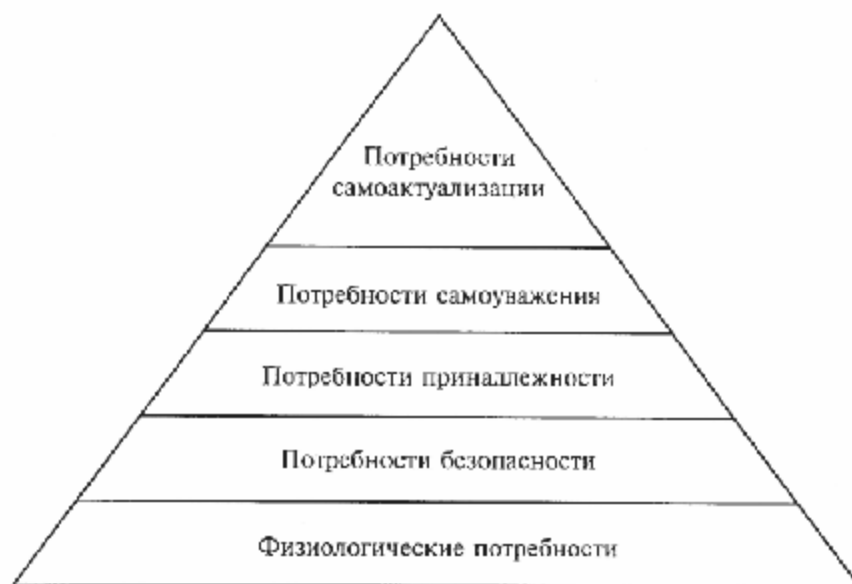 Потребности
самоактуализации
Потребности самоуважения
Потребности принадлежности
Потребности безопасности
Физиологические потребности